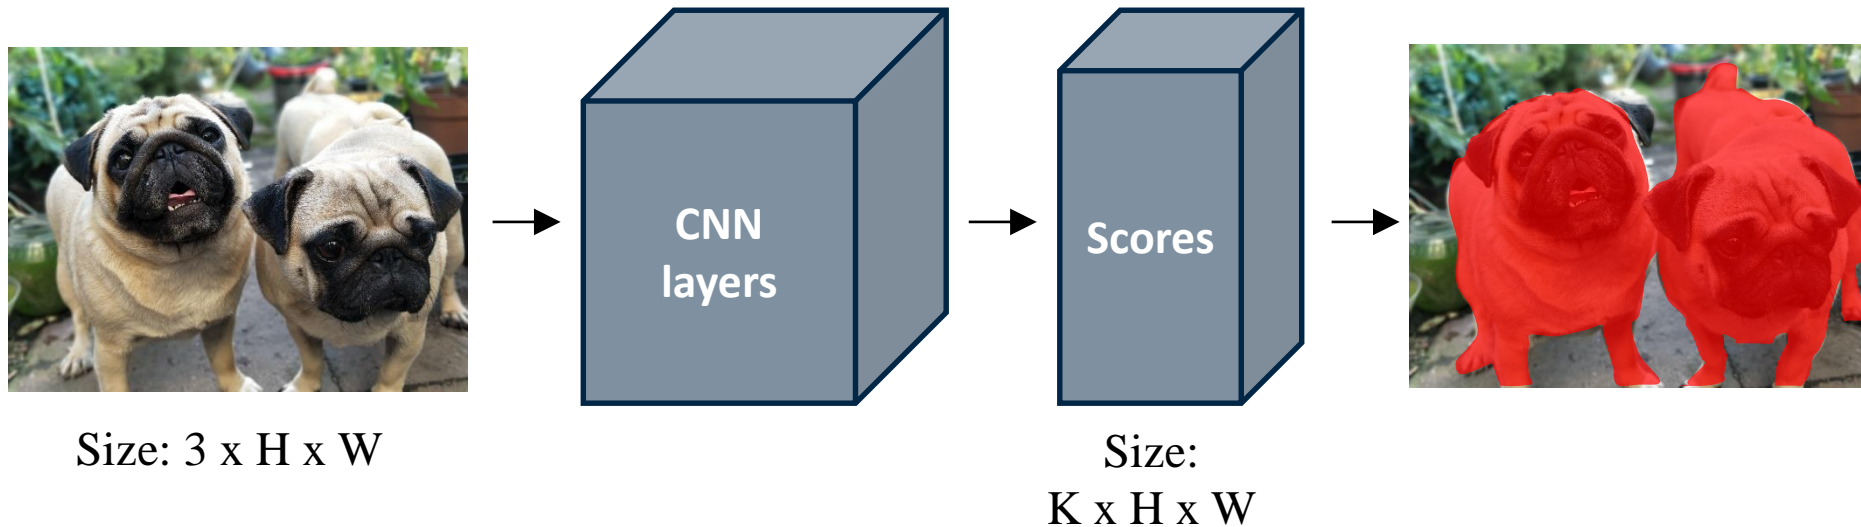 CNN
layers
Scores
Size: 3 x H x W
Size:
K x H x W